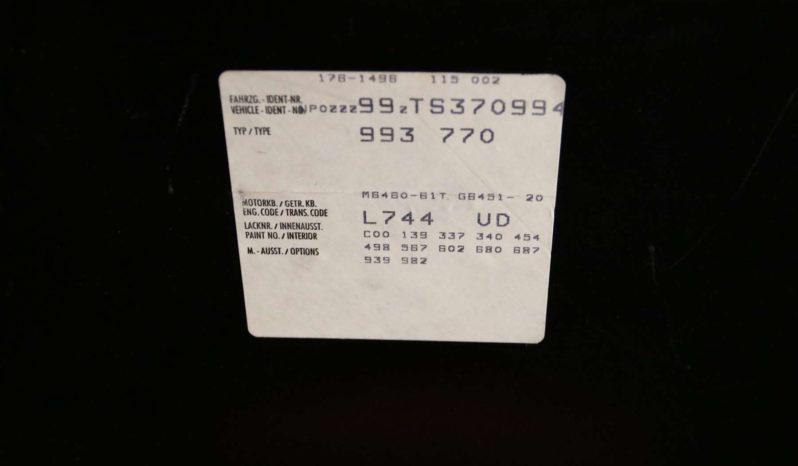 178-1498 115 002
FAHRZG.-IDENT-NR.
VEHICLE-IDENT-NO. WP0ZZZ99ZTS370994
TYP/TYPE 993 770
M6460-61T. G6451- 20
MOTORKB./GETR.KB.
ENG.CODE/TRANS.CODE
L744 UD
LACKNR./INNENAUSST.
PAINT NO./INTERIOR
C00 139 337 340 454
M.-AUSST./OPTIONS
498 567 602 680 687
939 982